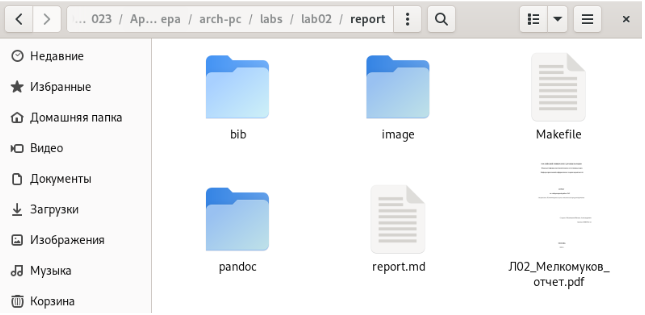 ... 023 / Ap... ера / arch-pc / labs / lab02 / report
Недавние
Избранные
Домашняя папка
Видео
Документы
Загрузки
Изображения
Музыка
Корзина
bib
image
Makefile
pandoc
report.md
Л02_Мелкомуков_
отчет.pdf